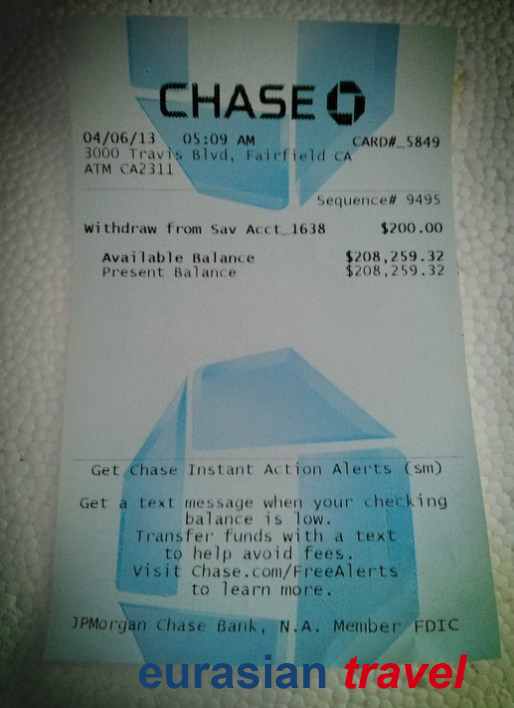 CHASE
04/06/13 05:09 AM CARD#_5849
3000 Travis Blvd, Fairfield CA
ATM CA2311
Sequence# 9495
Withdraw from Sav Acct_1638 $200.00
Available Balance $208,259.32
Present Balance $208,259.32
Get Chase Instant Action Alerts (sm)
Get a text message when your checking
balance is low.
Transfer funds with a text
to help avoid fees.
Visit Chase.com/FreeAlerts
to learn more.
JPMorgan Chase Bank, N.A. Member FDIC
eurasian travel